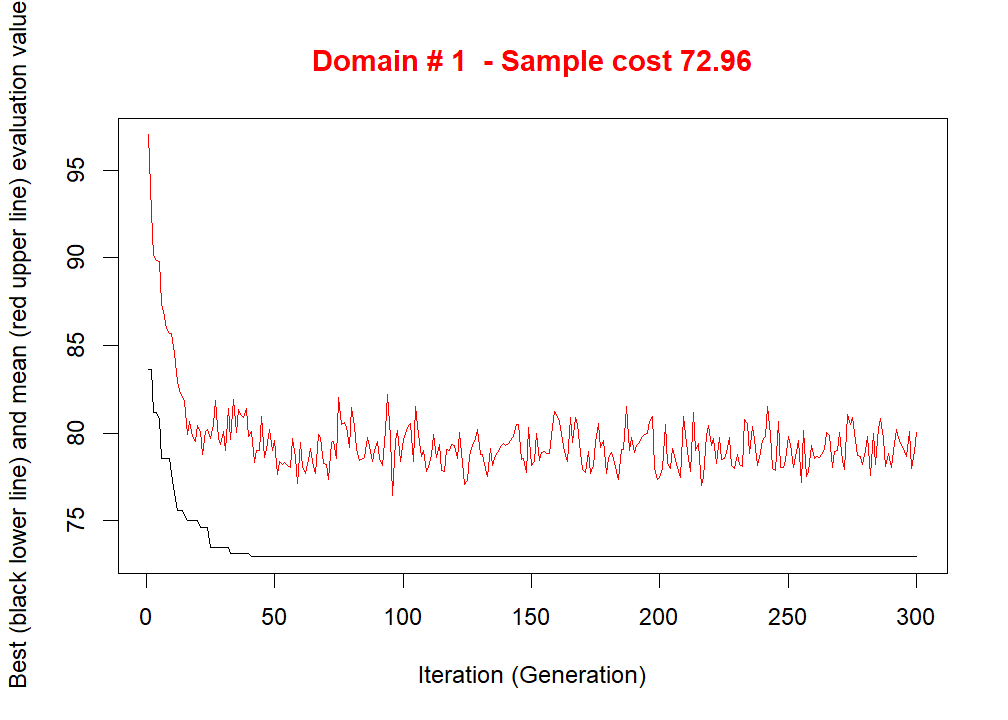 Domain # 1  - Sample cost 72.96
Best (black lower line) and mean (red upper line) evaluation value
95
90
85
80
75
0 50 100 150 200 250 300
Iteration (Generation)